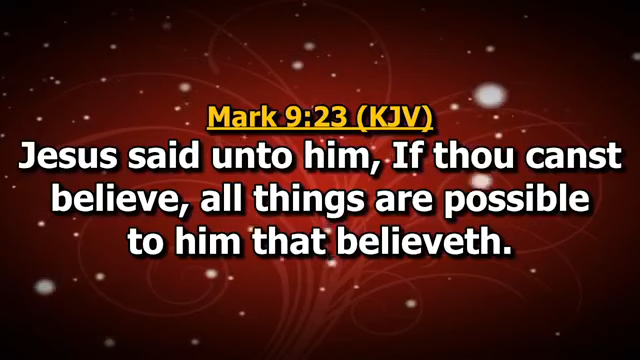 Mark 9:23 (KJV)
Jesus said unto him, If thou canst
believe, all things are possible
to him that believeth.